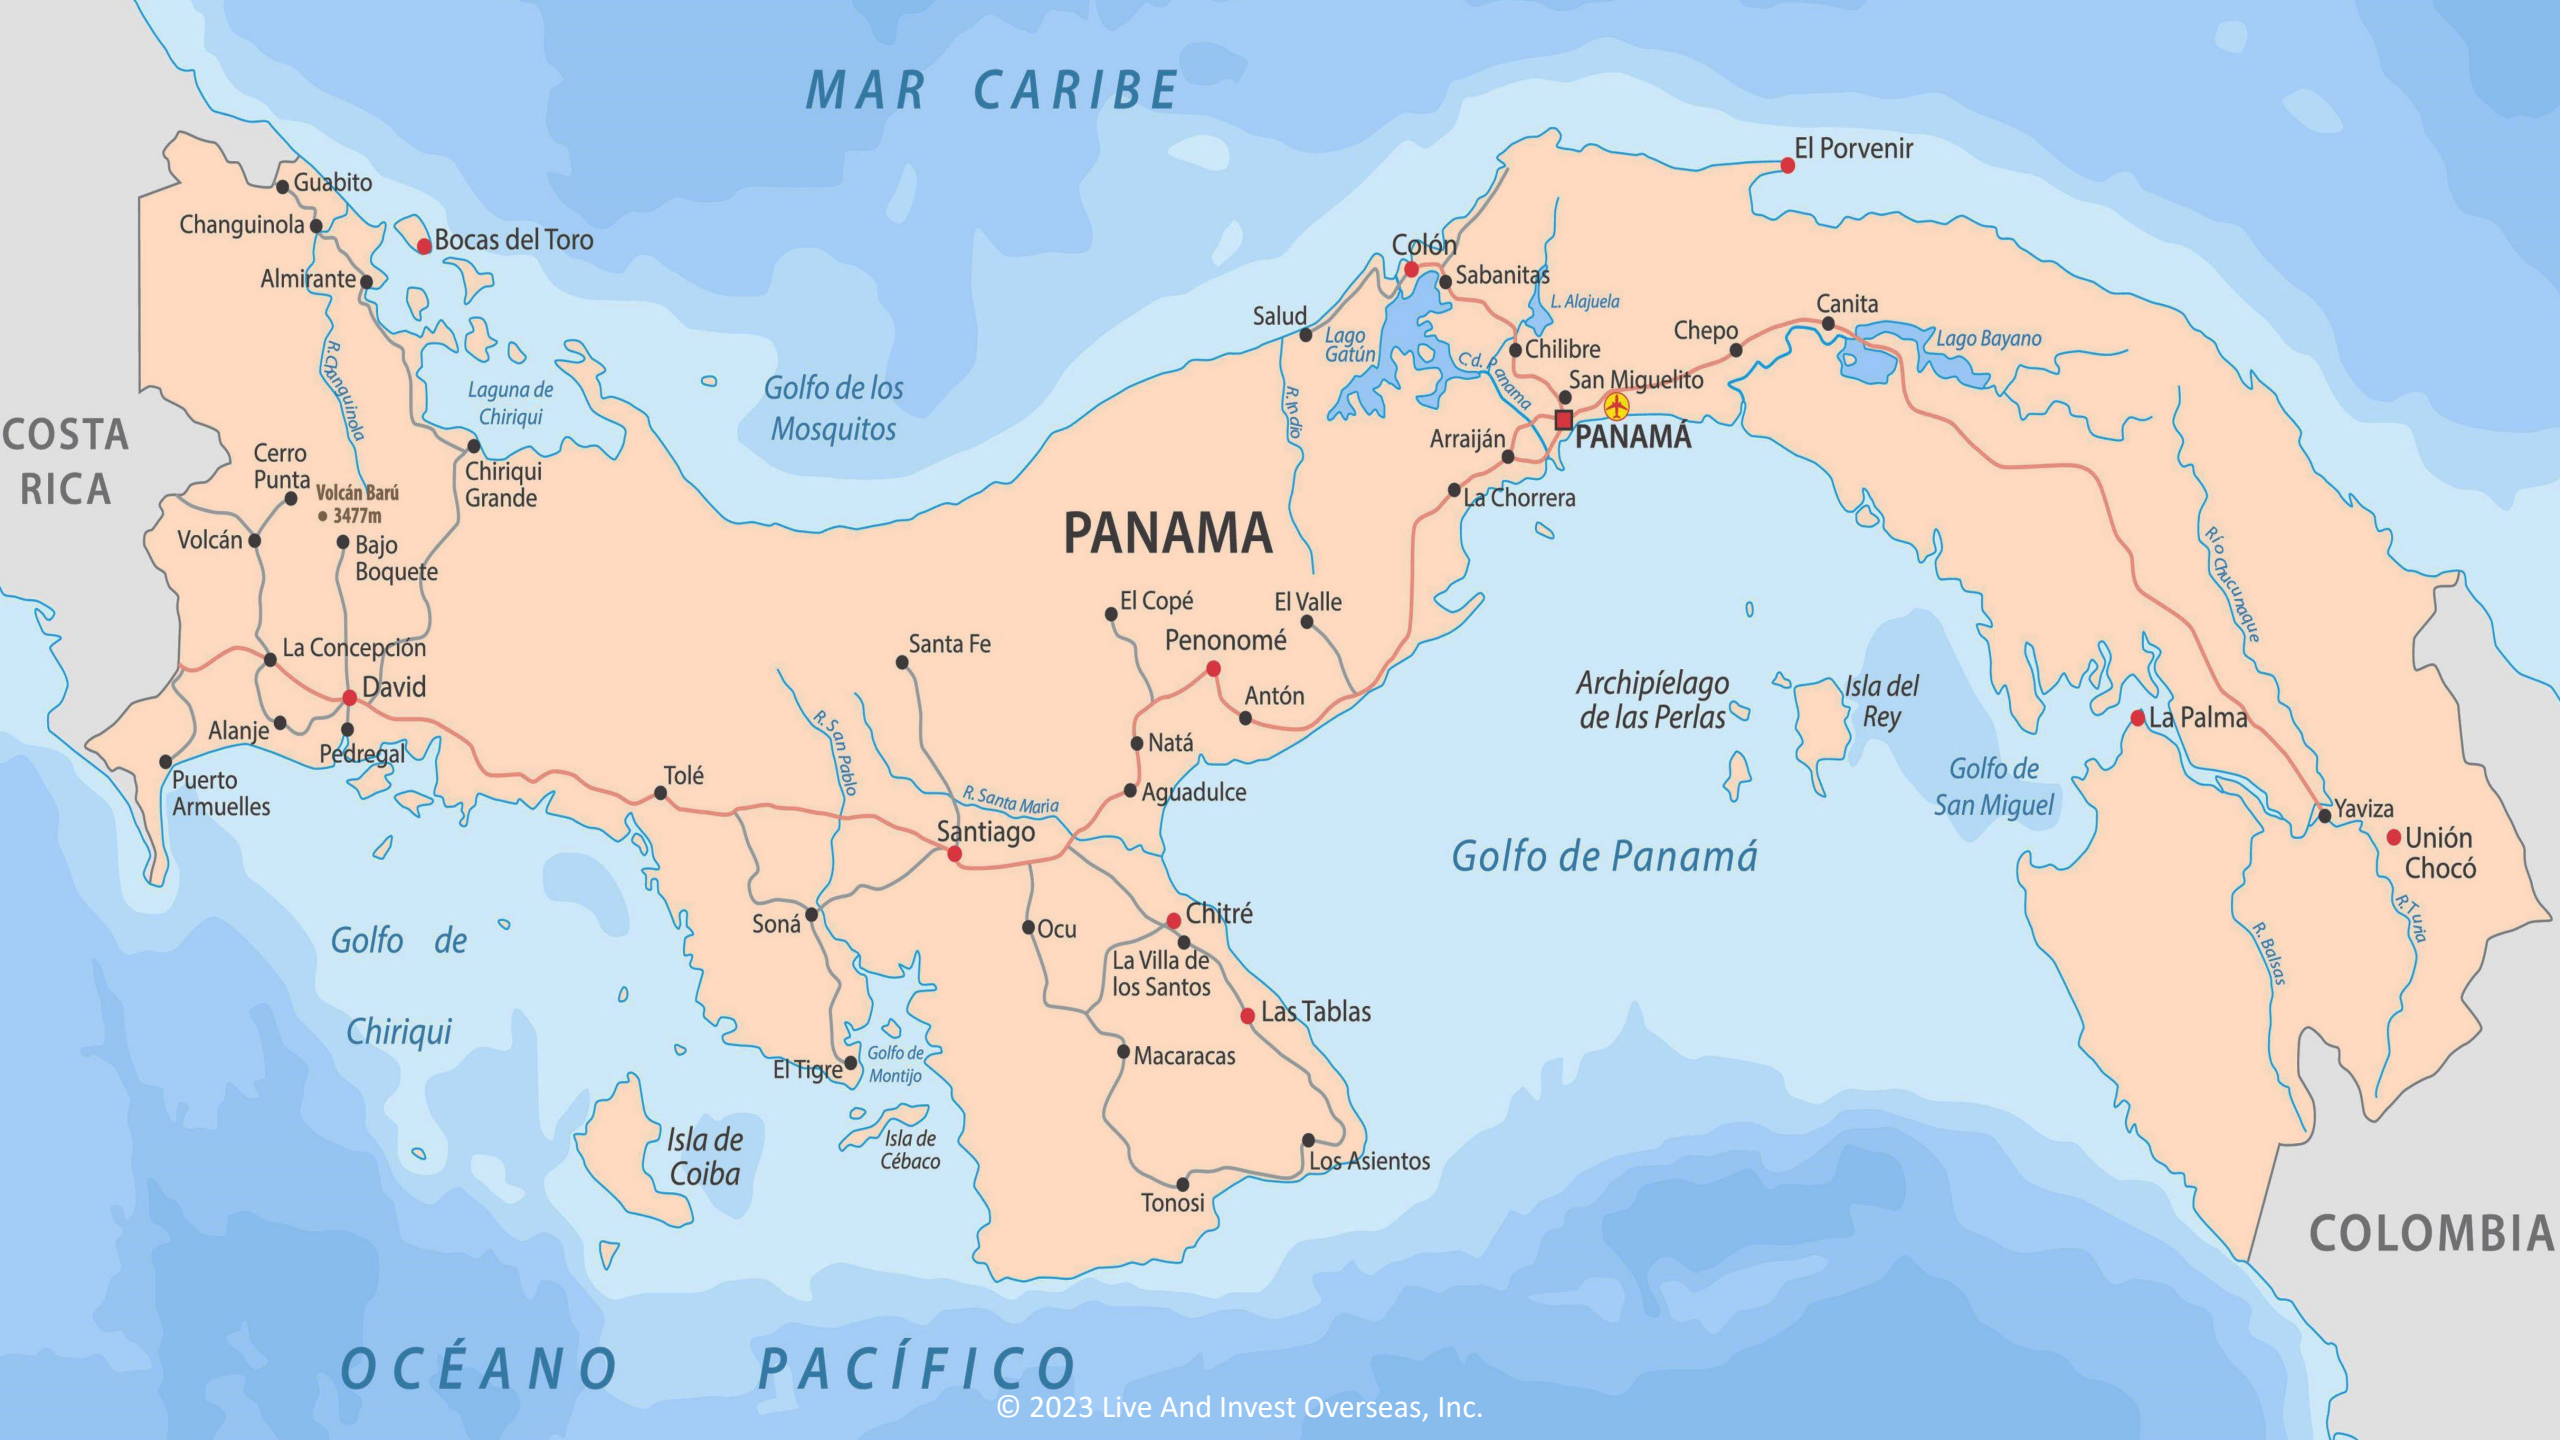 MAR CARIBE
El Porvenir
Guabito
Changuinola
Bocas del Toro
Almirante
Colón
Sabanitas
L. Alajuela
Canita
Salud
Lago
Gatún
Chepo
Lago Bayano
Chilibre
Cd. Panama
San Miguelito
R. Changuinola
Laguna de
Chiriqui
Golfo de los
Mosquitos
R. Indio
Arraiján
PANAMÁ
COSTA
RICA
Cerro
Punta
Volcán Barú
3477m
Chiriqui
Grande
La Chorrera
PANAMA
Volcán
Bajo
Boquete
Río Chucunaque
El Copé
El Valle
Penonomé
Santa Fe
La Concepción
David
Antón
Archipíelago
de las Perlas
Isla del
Rey
La Palma
Alanje
Pedregal
R. San Pablo
Natá
Puerto
Armuelles
Tolé
R. Santa Maria
Aguadulce
Golfo de
San Miguel
Yaviza
Santiago
Golfo de Panamá
Unión
Chocó
Soná
Ocu
Chitré
R. Turia
Golfo de
Chiriqui
La Villa de
los Santos
R. Balsas
Las Tablas
El Tigre
Golfo de
Montijo
Macaracas
Isla de
Coiba
Isla de
Cébaco
Los Asientos
Tonosi
COLOMBIA
OCÉANO PACÍFICO
© 2023 Live And Invest Overseas, Inc.